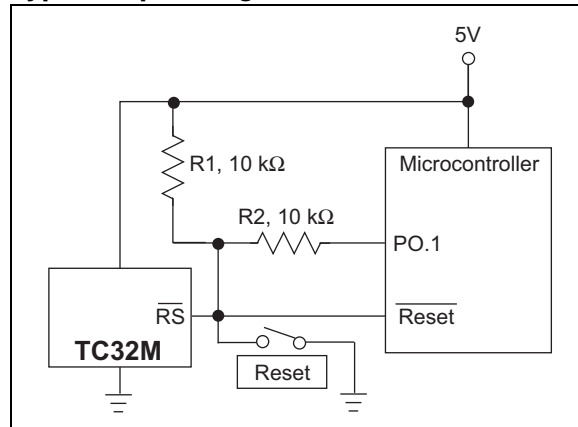 5V
Microcontroller
R1, 10 kΩ
R2, 10 kΩ
PO.1
RS
Reset
TC32M
Reset